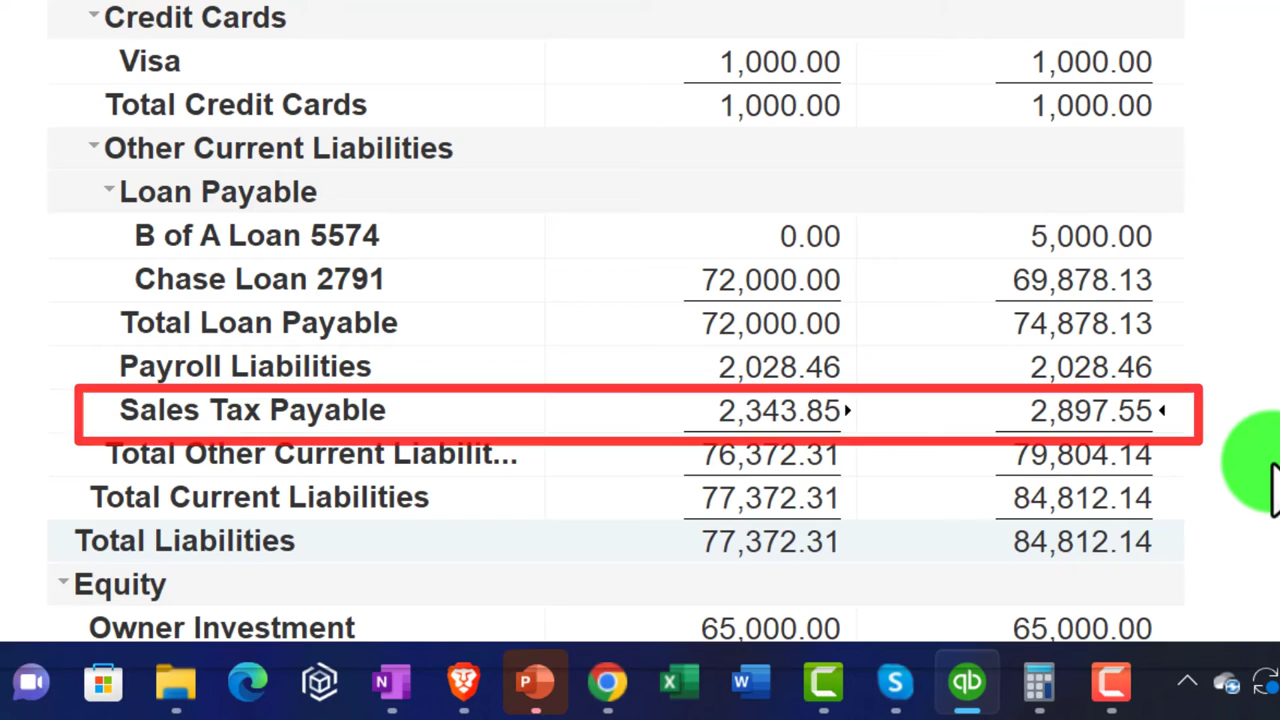 Credit Cards
Visa 1,000.00 1,000.00
Total Credit Cards 1,000.00 1,000.00
Other Current Liabilities
Loan Payable
B of A Loan 5574 0.00 5,000.00
Chase Loan 2791 72,000.00 69,878.13
Total Loan Payable 72,000.00 74,878.13
Payroll Liabilities 2,028.46 2,028.46
Sales Tax Payable 2,343.85 2,897.55
Total Other Current Liabilit... 76,372.31 79,804.14
Total Current Liabilities 77,372.31 84,812.14
Total Liabilities 77,372.31 84,812.14
Equity
Owner Investment 65,000.00 65,000.00
N P X W C S qb C